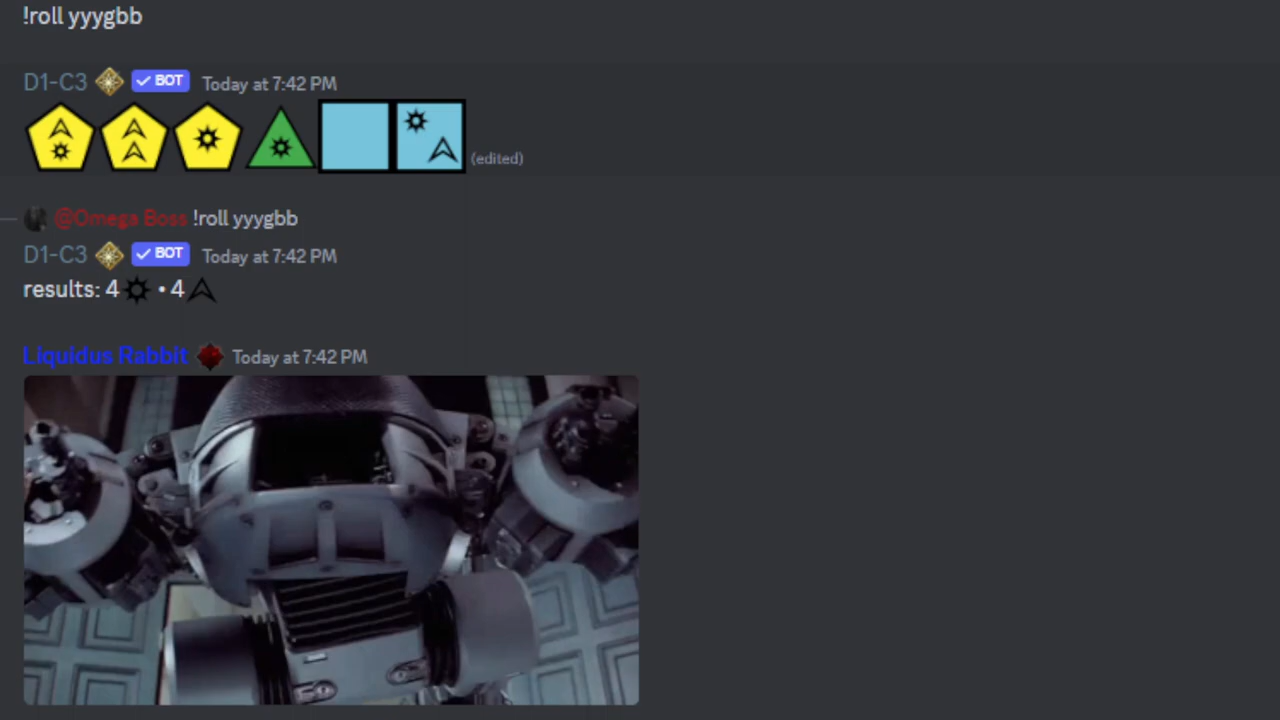 !roll yyygbb
D1-C3 BOT Today at 7:42 PM
(edited)
@Omega Boss !roll yyygbb
D1-C3 BOT Today at 7:42 PM
results: 4 • 4
Liquidus Rabbit Today at 7:42 PM